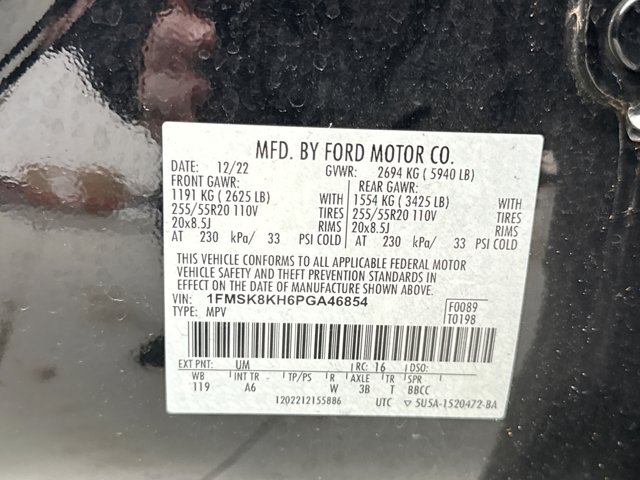 MFD. BY FORD MOTOR CO.
DATE: 12/22 GVWR: 2694 KG ( 5940 LB)
FRONT GAWR: REAR GAWR:
1191 KG ( 2625 LB) WITH 1554 KG ( 3425 LB) WITH
255/55R20 110V TIRES 255/55R20 110V TIRES
20x8.5J RIMS 20x8.5J RIMS
AT 230 kPa/ 33 PSI COLD AT 230 kPa/ 33 PSI COLD
THIS VEHICLE CONFORMS TO ALL APPLICABLE FEDERAL MOTOR
VEHICLE SAFETY AND THEFT PREVENTION STANDARDS IN
EFFECT ON THE DATE OF MANUFACTURE SHOWN ABOVE.
VIN: 1FMSK8KH6PGA46854 F0089
TYPE: MPV T0198
EXT PNT: UM RC: 16 DSO:
WB INT TR TP/PS R AXLE TR SPR
119 A6 W 3B T BBCC
1202212155886 UTC ▽ 5U5A-1520472-BA